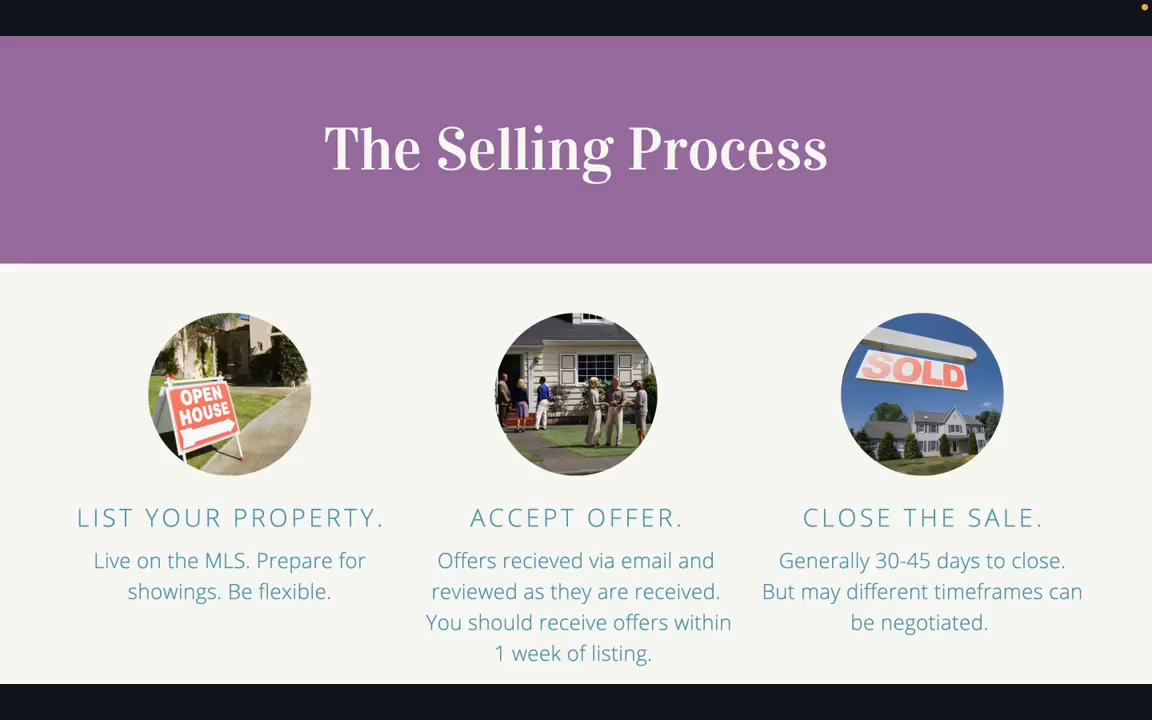 The Selling Process
OPEN
HOUSE
SOLD
LIST YOUR PROPERTY.
Live on the MLS. Prepare for
showings. Be flexible.
ACCEPT OFFER.
Offers recieved via email and
reviewed as they are received.
You should receive offers within
1 week of listing.
CLOSE THE SALE.
Generally 30-45 days to close.
But may different timeframes can
be negotiated.